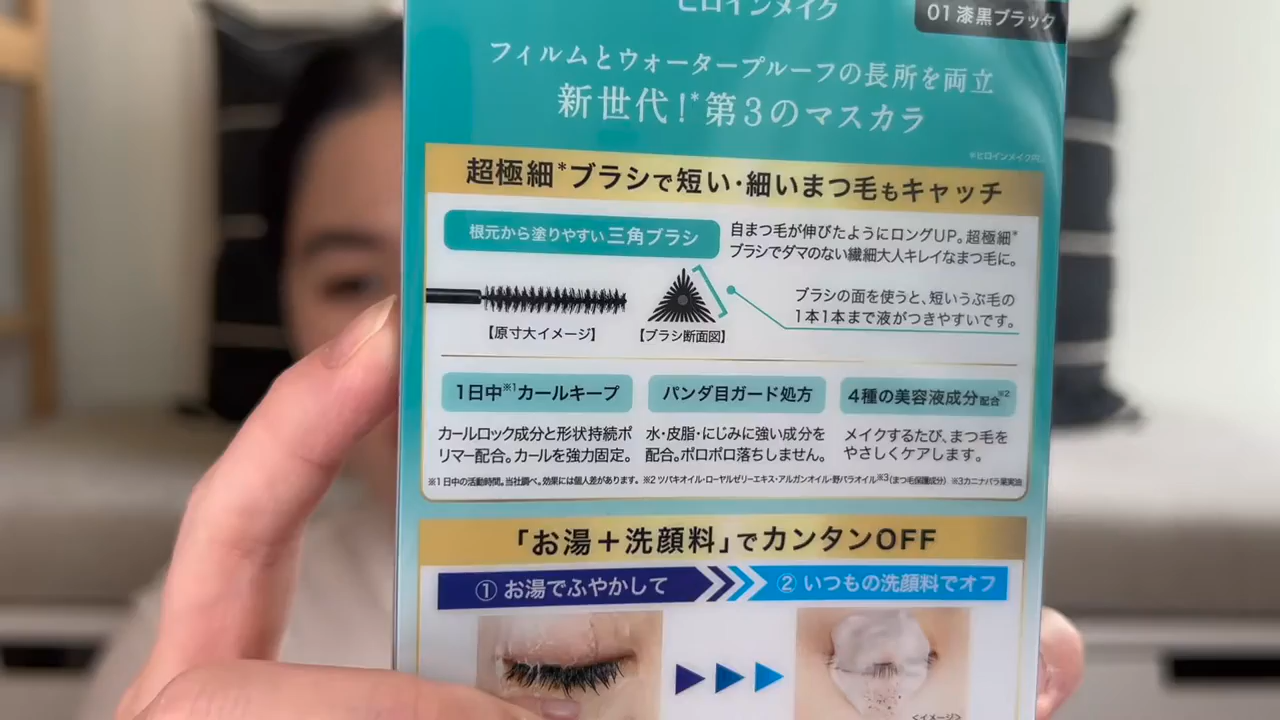 ヒロインメイク
01 漆黒ブラック
フィルムとウォータープルーフの長所を両立
新世代!*第3のマスカラ
超極細*ブラシで短い・細いまつ毛もキャッチ
根元から塗りやすい三角ブラシ
自まつ毛が伸びたようにロングUP。超極細*
ブラシでダマのない繊細大人キレイなまつ毛に。
ブラシの面を使うと、短いうぶ毛の
1本1本まで液がつきやすいです。
【原寸大イメージ】
【ブラシ断面図】
1日中※1カールキープ
カールロック成分と形状持続ポ
リマー配合。カールを強力固定。
パンダ目ガード処方
水・皮脂・にじみに強い成分を
配合。ポロポロ落ちしません。
4種の美容液成分配合※2
メイクするたび、まつ毛を
やさしくケアします。
※1日中の活動時間。当社調べ。効果には個人差があります。 ※2 ツバキオイル・ローヤルゼリーエキス・アルガンオイル・野バラオイル※3(まつ毛保護成分) ※3カニナバラ果実油
「お湯+洗顔料」でカンタンOFF
① お湯でふやかして
② いつもの洗顔料でオフ
<イメージ>